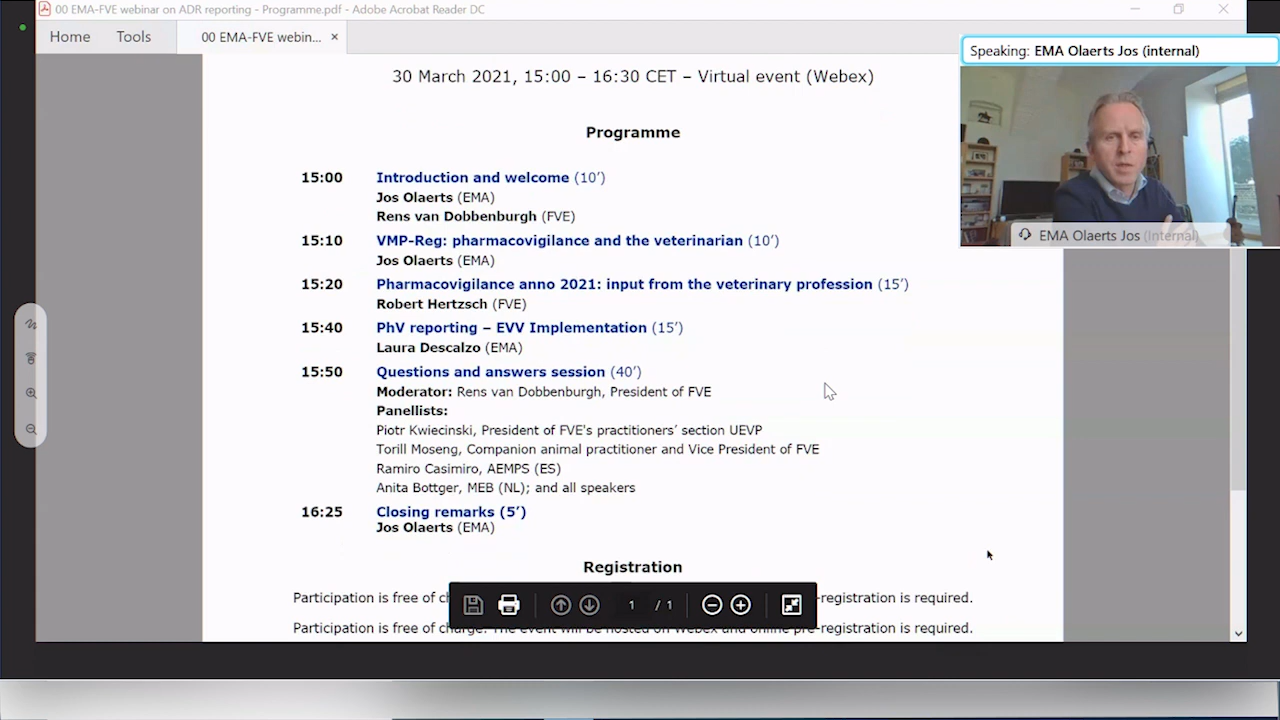 00 EMA-FVE webinar on ADR reporting - Programme.pdf - Adobe Acrobat Reader DC
Home Tools 00 EMA-FVE webin... ×
Speaking: EMA Olaerts Jos (internal)
EMA Olaerts Jos (internal)
30 March 2021, 15:00 – 16:30 CET – Virtual event (Webex)
Programme
15:00 Introduction and welcome (10’)
Jos Olaerts (EMA)
Rens van Dobbenburgh (FVE)
15:10 VMP-Reg: pharmacovigilance and the veterinarian (10’)
Jos Olaerts (EMA)
15:20 Pharmacovigilance anno 2021: input from the veterinary profession (15’)
Robert Hertzsch (FVE)
15:40 PhV reporting – EVV Implementation (15’)
Laura Descalzo (EMA)
15:50 Questions and answers session (40’)
Moderator: Rens van Dobbenburgh, President of FVE
Panellists:
Piotr Kwiecinski, President of FVE's practitioners’ section UEVP
Torill Moseng, Companion animal practitioner and Vice President of FVE
Ramiro Casimiro, AEMPS (ES)
Anita Bottger, MEB (NL); and all speakers
16:25 Closing remarks (5’)
Jos Olaerts (EMA)
Registration
Participation is free of -registration is required.
1 / 1
Participation is free of charge. The event will be hosted on Webex and online pre-registration is required.